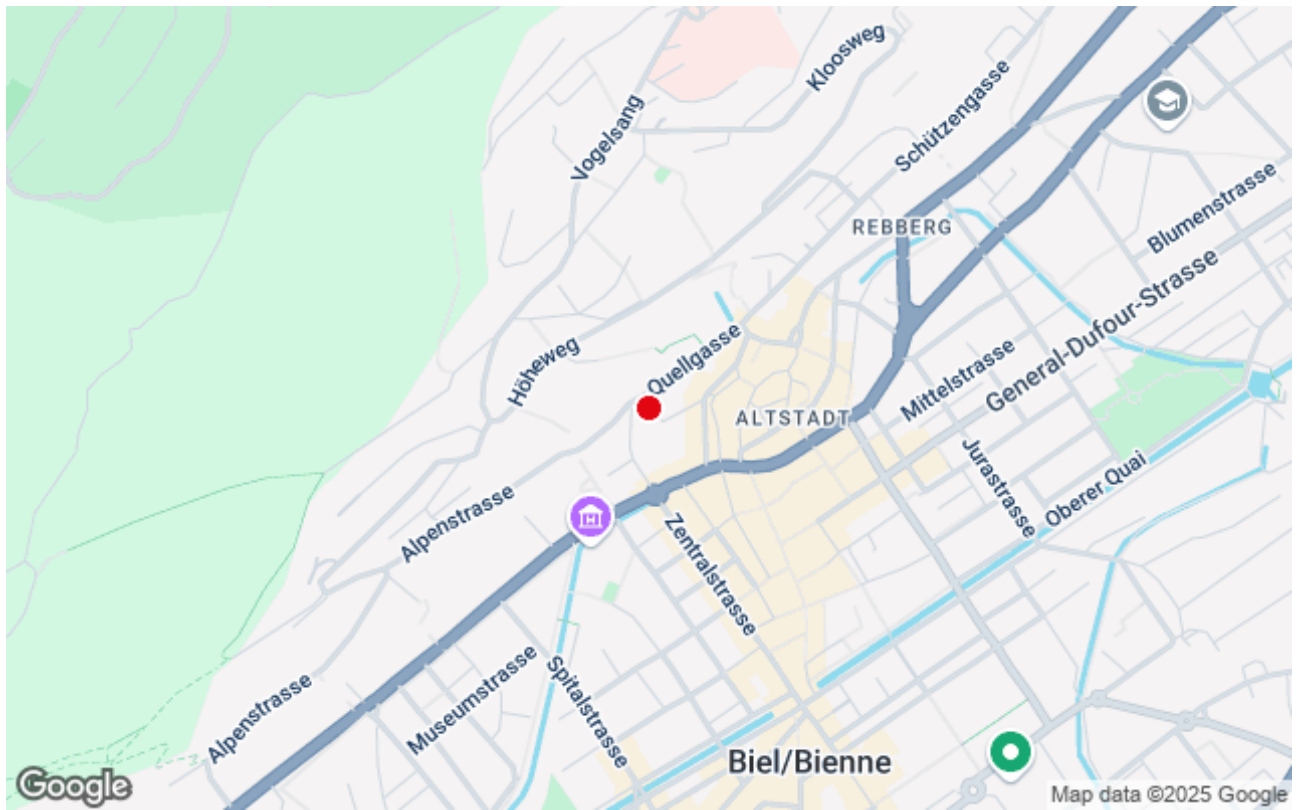 Kloosweg
Vogelsang
Schützengasse
REBBERG
Blumenstrasse
General-Dufour-Strasse
Höheweg
Quellgasse
Mittelstrasse
ALTSTADT
Jurastrasse
Oberer Quai
Alpenstrasse
Zentralstrasse
Museumstrasse
Spitalstrasse
Alpenstrasse
Biel/Bienne
Google
Map data ©2025 Google